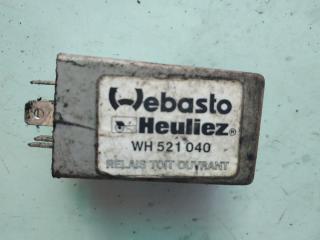 Webasto
Heuliez®
WH 521 040
RELAIS TOIT OUVRANT